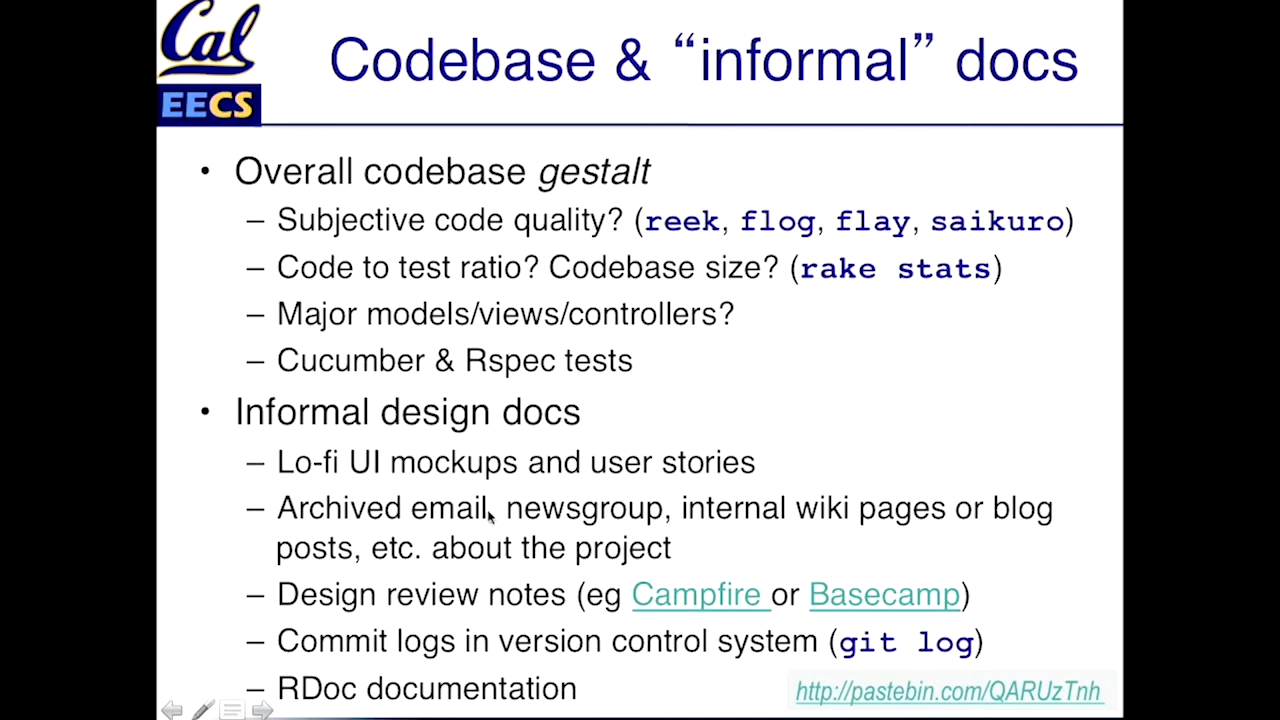 Cal
EECS
Codebase & “informal” docs
• Overall codebase gestalt
– Subjective code quality? (reek, flog, flay, saikuro)
– Code to test ratio? Codebase size? (rake stats)
– Major models/views/controllers?
– Cucumber & Rspec tests
• Informal design docs
– Lo-fi UI mockups and user stories
– Archived email, newsgroup, internal wiki pages or blog
posts, etc. about the project
– Design review notes (eg Campfire or Basecamp)
– Commit logs in version control system (git log)
– RDoc documentation
http://pastebin.com/QARUzTnh